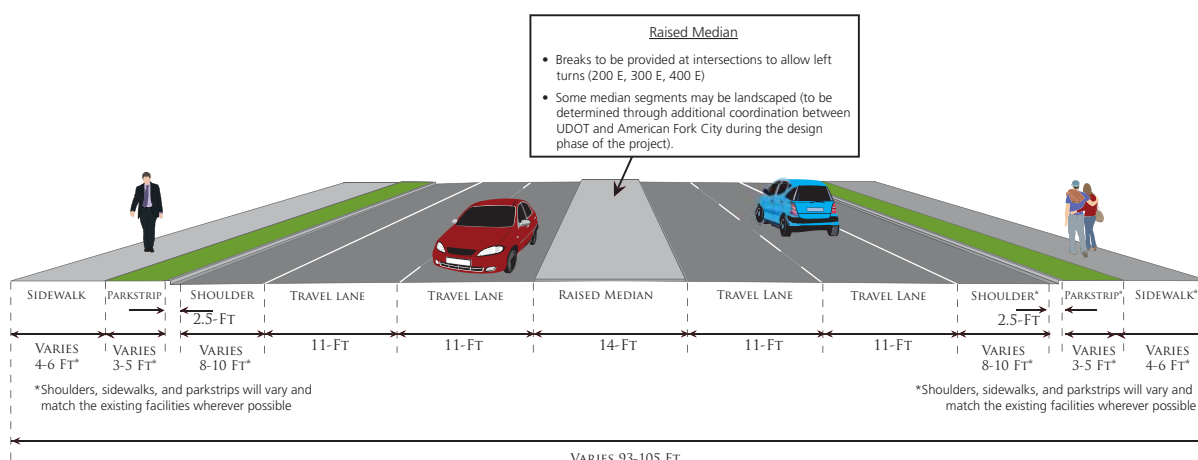 Raised Median
• Breaks to be provided at intersections to allow left
turns (200 E, 300 E, 400 E)
• Some median segments may be landscaped (to be
determined through additional coordination between
UDOT and American Fork City during the design
phase of the project).
SIDEWALK PARKSTRIP SHOULDER TRAVEL LANE TRAVEL LANE RAISED MEDIAN TRAVEL LANE TRAVEL LANE SHOULDER* PARKSTRIP* SIDEWALK*
2.5-FT 2.5-FT
VARIES VARIES VARIES 11-FT 11-FT 14-FT 11-FT 11-FT VARIES VARIES VARIES
4-6 FT* 3-5 FT* 8-10 FT* 8-10 FT* 3-5 FT* 4-6 FT*
*Shoulders, sidewalks, and parkstrips will vary and
match the existing facilities wherever possible
*Shoulders, sidewalks, and parkstrips will vary and
match the existing facilities wherever possible
VARIES 93-105 FT